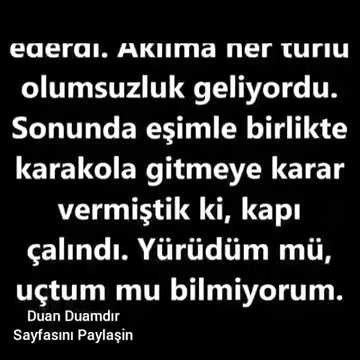 ederdi. Aklıma her türlü
olumsuzluk geliyordu.
Sonunda eşimle birlikte
karakola gitmeye karar
vermiştik ki, kapı
çalındı. Yürüdüm mü,
uçtum mu bilmiyorum.
Duan Duamdır
Sayfasını Paylaşin